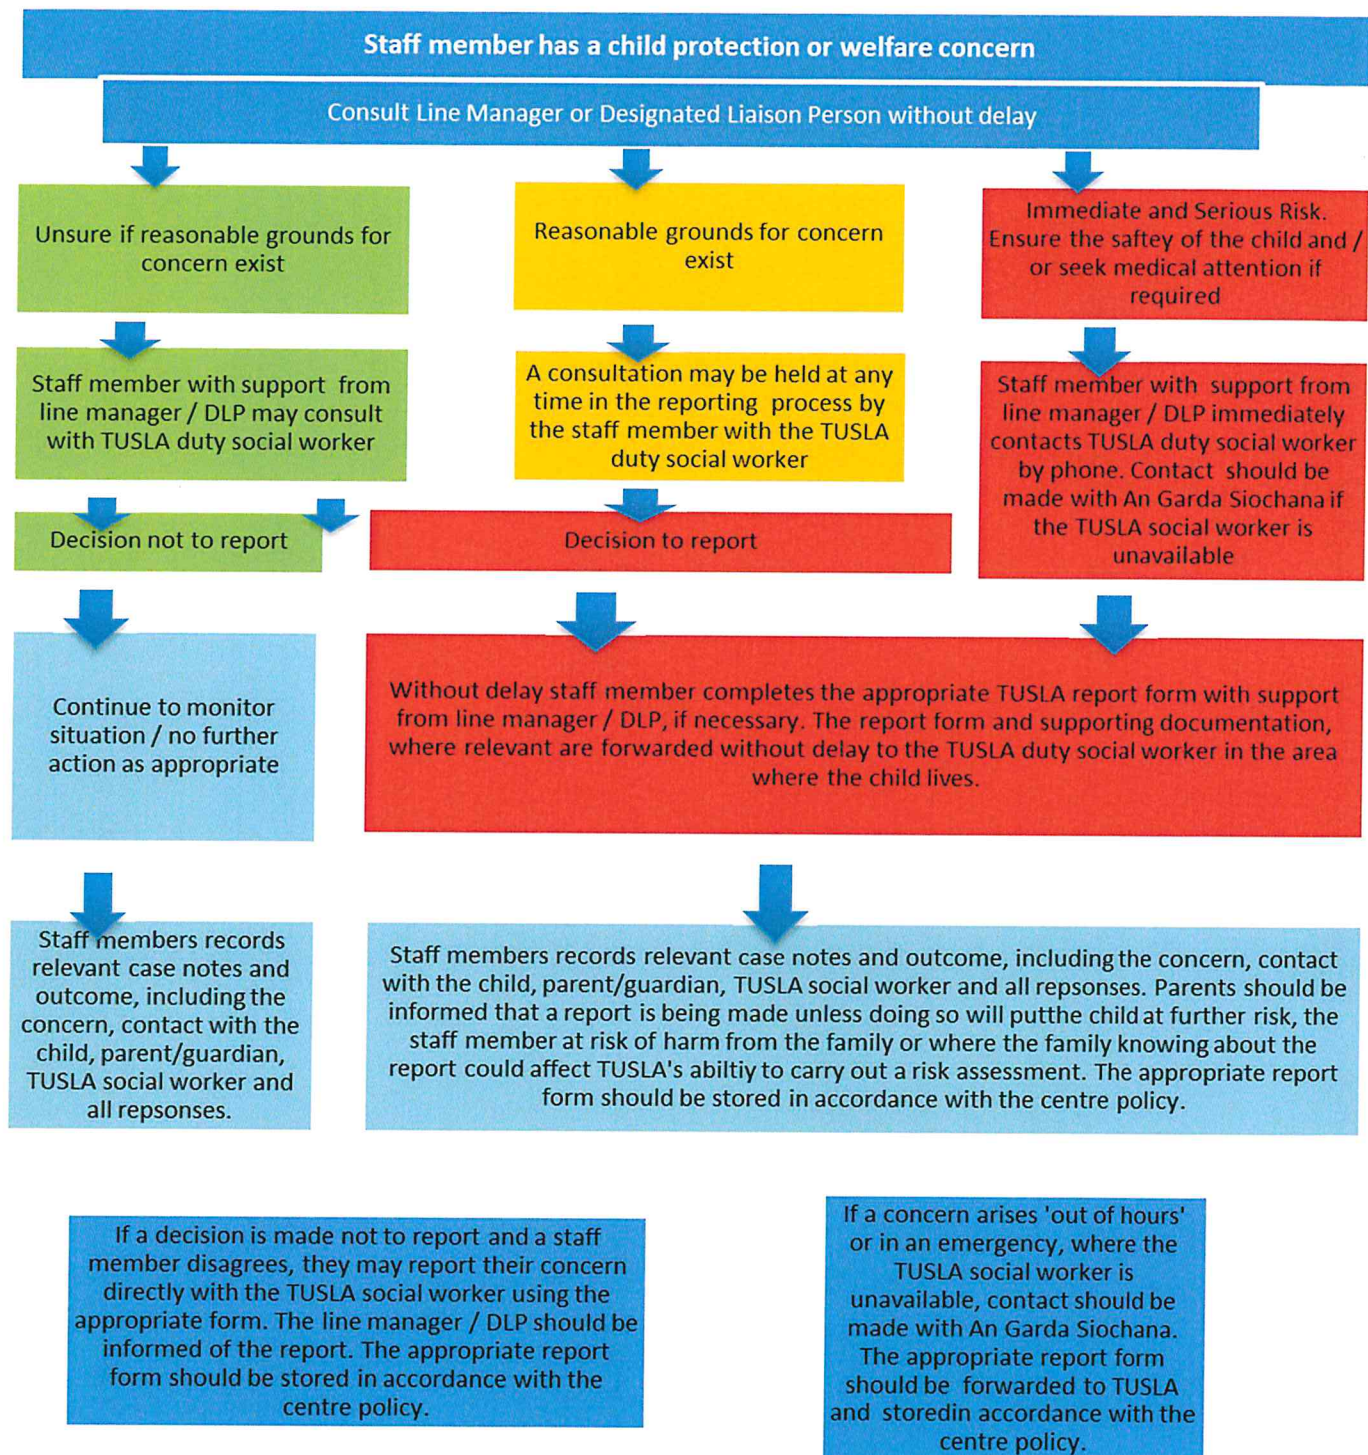 Staff member has a child protection or welfare concern
Consult Line Manager or Designated Liaison Person without delay
Unsure if reasonable grounds for
concern exist
Reasonable grounds for concern
exist
Immediate and Serious Risk.
Ensure the saftey of the child and /
or seek medical attention if
required
Staff member with support from
line manager / DLP may consult
with TUSLA duty social worker
A consultation may be held at any
time in the reporting process by
the staff member with the TUSLA
duty social worker
Staff member with support from
line manager / DLP immediately
contacts TUSLA duty social worker
by phone. Contact should be
made with An Garda Siochana if
the TUSLA social worker is
unavailable
Decision not to report
Decision to report
Continue to monitor
situation / no further
action as appropriate
Without delay staff member completes the appropriate TUSLA report form with support
from line manager / DLP, if necessary. The report form and supporting documentation,
where relevant are forwarded without delay to the TUSLA duty social worker in the area
where the child lives.
Staff members records
relevant case notes and
outcome, including the
concern, contact with the
child, parent/guardian,
TUSLA social worker and
all repsonses.
Staff members records relevant case notes and outcome, including the concern, contact
with the child, parent/guardian, TUSLA social worker and all repsonses. Parents should be
informed that a report is being made unless doing so will putthe child at further risk, the
staff member at risk of harm from the family or where the family knowing about the
report could affect TUSLA's abiltiy to carry out a risk assessment. The appropriate report
form should be stored in accordance with the centre policy.
If a decision is made not to report and a staff
member disagrees, they may report their concern
directly with the TUSLA social worker using the
appropriate form. The line manager / DLP should be
informed of the report. The appropriate report
form should be stored in accordance with the
centre policy.
If a concern arises 'out of hours'
or in an emergency, where the
TUSLA social worker is
unavailable, contact should be
made with An Garda Siochana.
The appropriate report form
should be forwarded to TUSLA
and storedin accordance with the
centre policy.